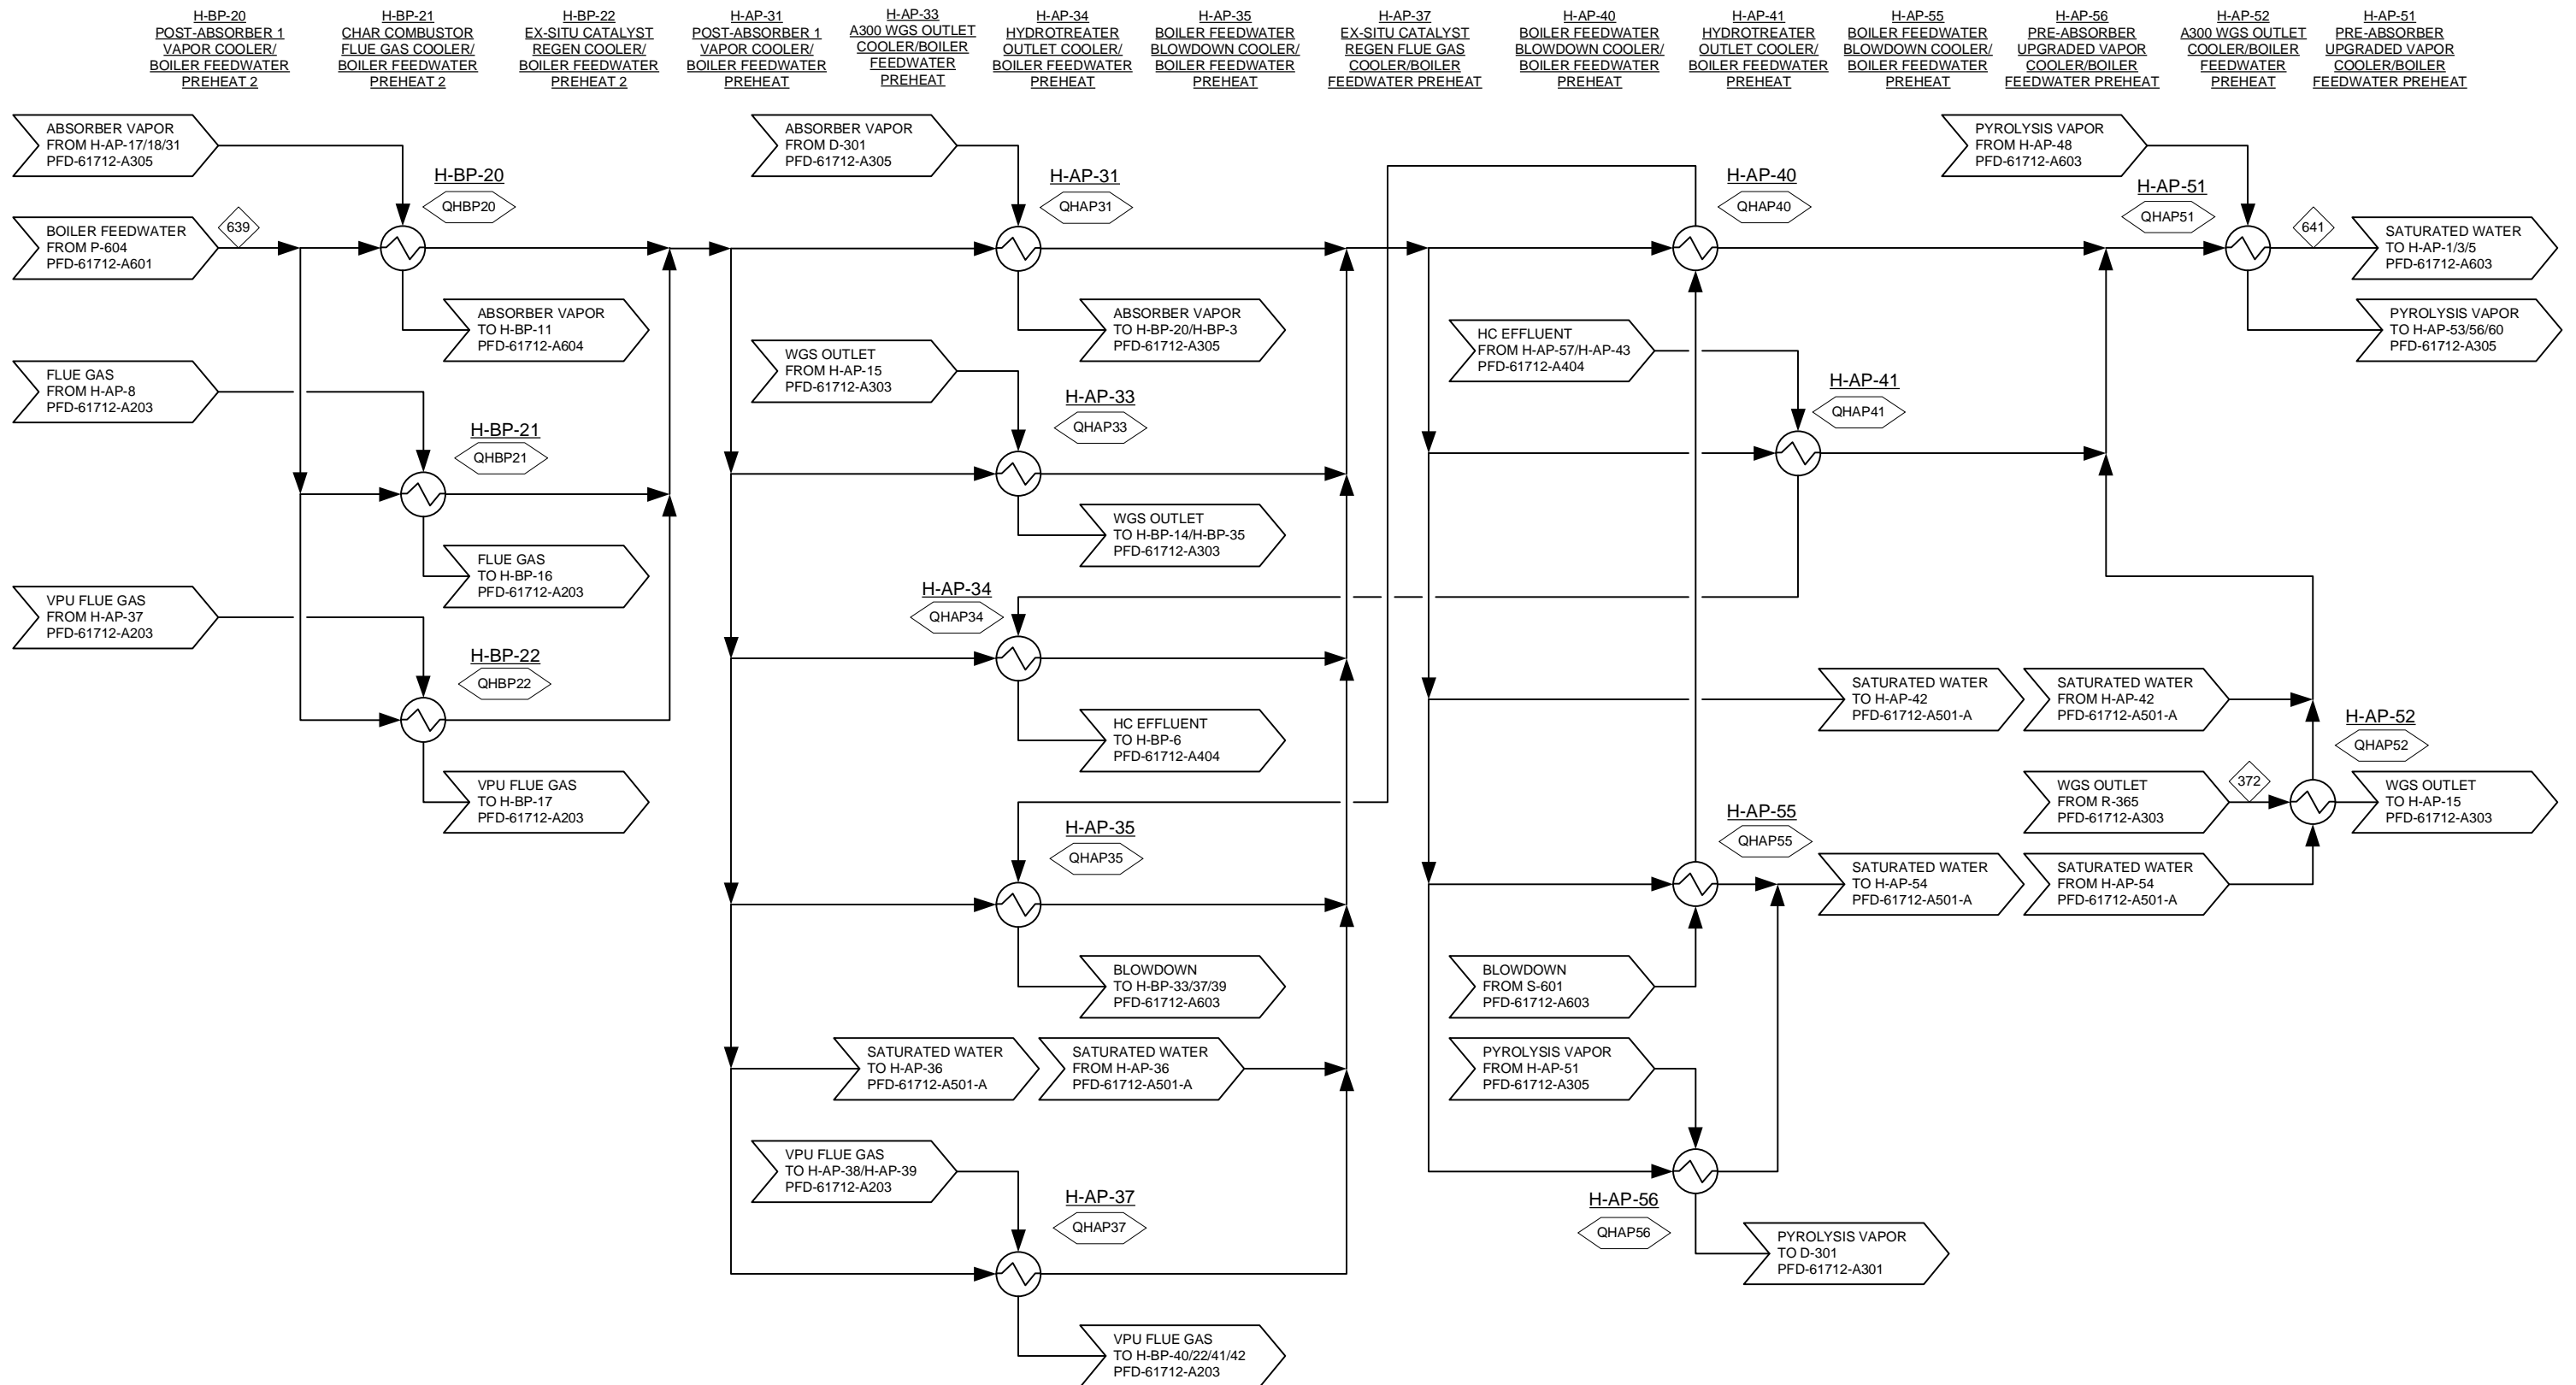 H-BP-20
POST-ABSORBER 1
VAPOR COOLER/
BOILER FEEDWATER
PREHEAT 2
H-BP-21
CHAR COMBUSTOR
FLUE GAS COOLER/
BOILER FEEDWATER
PREHEAT 2
H-BP-22
EX-SITU CATALYST
REGEN COOLER/
BOILER FEEDWATER
PREHEAT 2
H-AP-31
POST-ABSORBER 1
VAPOR COOLER/
BOILER FEEDWATER
PREHEAT
H-AP-33
A300 WGS OUTLET
COOLER/BOILER
FEEDWATER
PREHEAT
H-AP-34
HYDROTREATER
OUTLET COOLER/
BOILER FEEDWATER
PREHEAT
H-AP-35
BOILER FEEDWATER
BLOWDOWN COOLER/
BOILER FEEDWATER
PREHEAT
H-AP-37
EX-SITU CATALYST
REGEN FLUE GAS
COOLER/BOILER
FEEDWATER PREHEAT
H-AP-40
BOILER FEEDWATER
BLOWDOWN COOLER/
BOILER FEEDWATER
PREHEAT
H-AP-41
HYDROTREATER
OUTLET COOLER/
BOILER FEEDWATER
PREHEAT
H-AP-55
BOILER FEEDWATER
BLOWDOWN COOLER/
BOILER FEEDWATER
PREHEAT
H-AP-56
PRE-ABSORBER
UPGRADED VAPOR
COOLER/BOILER
FEEDWATER PREHEAT
H-AP-52
A300 WGS OUTLET
COOLER/BOILER
FEEDWATER
PREHEAT
H-AP-51
PRE-ABSORBER
UPGRADED VAPOR
COOLER/BOILER
FEEDWATER PREHEAT
ABSORBER VAPOR
FROM H-AP-17/18/31
PFD-61712-A305
H-BP-20
QHBP20
BOILER FEEDWATER
FROM P-604
PFD-61712-A601
639
ABSORBER VAPOR
TO H-BP-11
PFD-61712-A604
FLUE GAS
FROM H-AP-8
PFD-61712-A203
H-BP-21
QHBP21
FLUE GAS
TO H-BP-16
PFD-61712-A203
VPU FLUE GAS
FROM H-AP-37
PFD-61712-A203
H-BP-22
QHBP22
VPU FLUE GAS
TO H-BP-17
PFD-61712-A203
ABSORBER VAPOR
FROM D-301
PFD-61712-A305
H-AP-31
QHAP31
ABSORBER VAPOR
TO H-BP-20/H-BP-3
PFD-61712-A305
WGS OUTLET
FROM H-AP-15
PFD-61712-A303
H-AP-33
QHAP33
WGS OUTLET
TO H-BP-14/H-BP-35
PFD-61712-A303
H-AP-34
QHAP34
HC EFFLUENT
TO H-BP-6
PFD-61712-A404
H-AP-35
QHAP35
BLOWDOWN
TO H-BP-33/37/39
PFD-61712-A603
SATURATED WATER
TO H-AP-36
PFD-61712-A501-A
SATURATED WATER
FROM H-AP-36
PFD-61712-A501-A
VPU FLUE GAS
TO H-AP-38/H-AP-39
PFD-61712-A203
H-AP-37
QHAP37
VPU FLUE GAS
TO H-BP-40/22/41/42
PFD-61712-A203
H-AP-40
QHAP40
HC EFFLUENT
FROM H-AP-57/H-AP-43
PFD-61712-A404
H-AP-41
QHAP41
SATURATED WATER
TO H-AP-42
PFD-61712-A501-A
H-AP-55
QHAP55
SATURATED WATER
TO H-AP-54
PFD-61712-A501-A
BLOWDOWN
FROM S-601
PFD-61712-A603
PYROLYSIS VAPOR
FROM H-AP-51
PFD-61712-A305
H-AP-56
QHAP56
PYROLYSIS VAPOR
TO D-301
PFD-61712-A301
PYROLYSIS VAPOR
FROM H-AP-48
PFD-61712-A603
H-AP-51
QHAP51
641
SATURATED WATER
TO H-AP-1/3/5
PFD-61712-A603
PYROLYSIS VAPOR
TO H-AP-53/56/60
PFD-61712-A305
SATURATED WATER
FROM H-AP-42
PFD-61712-A501-A
H-AP-52
QHAP52
WGS OUTLET
FROM R-365
PFD-61712-A303
372
WGS OUTLET
TO H-AP-15
PFD-61712-A303
SATURATED WATER
FROM H-AP-54
PFD-61712-A501-A